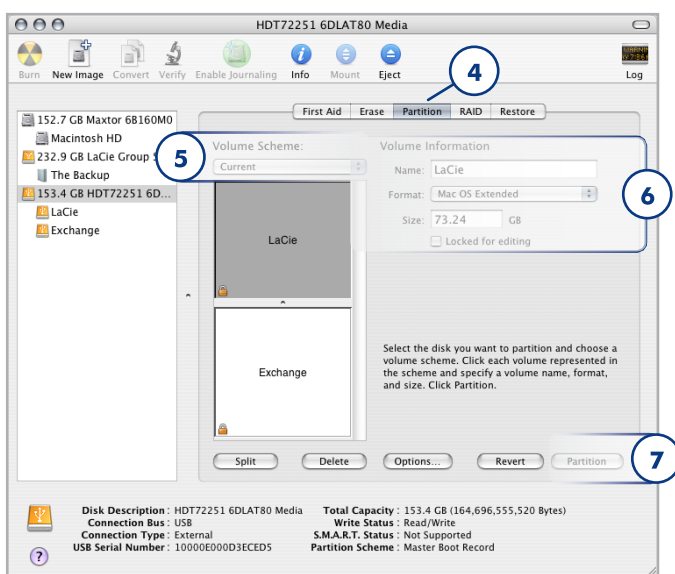 HDT72251 6DLAT80 Media
Burn New Image Convert Verify Enable Journaling Info Mount Eject Log
4
First Aid Erase Partition RAID Restore
152.7 GB Maxtor 6B160M0
Macintosh HD
232.9 GB LaCie Group
The Backup
153.4 GB HDT72251 6D...
LaCie
Exchange
5
Volume Scheme:
Current
LaCie
Exchange
Volume Information
Name: LaCie
Format: Mac OS Extended
Size: 73.24 GB
Locked for editing
6
Select the disk you want to partition and choose a
volume scheme. Click each volume represented in
the scheme and specify a volume name, format,
and size. Click Partition.
Split Delete Options... Revert Partition
7
Disk Description : HDT72251 6DLAT80 Media
Connection Bus : USB
Connection Type : External
USB Serial Number : 10000E000D3ECED5
Total Capacity : 153.4 GB (164,696,555,520 Bytes)
Write Status : Read/Write
S.M.A.R.T. Status : Not Supported
Partition Scheme : Master Boot Record
?